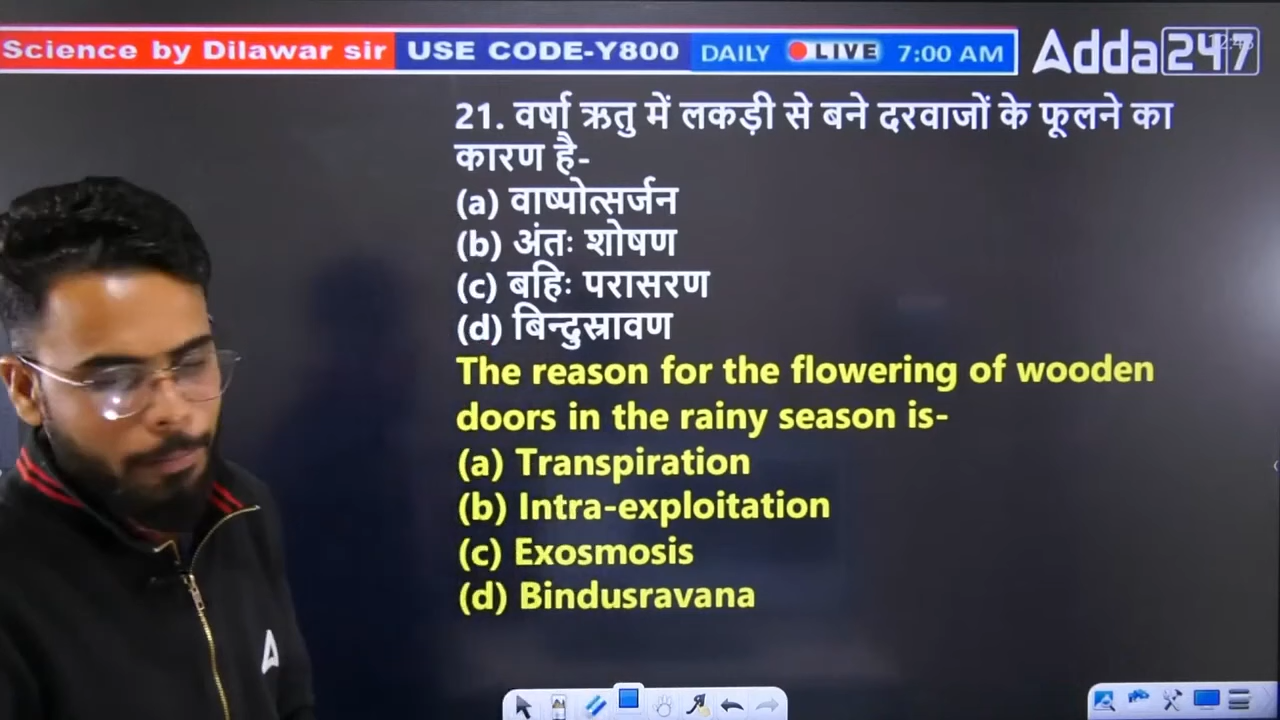 Science by Dilawar sir USE CODE-Y800 DAILY LIVE 7:00 AM Adda247
21. वर्षा ऋतु में लकड़ी से बने दरवाजों के फूलने का
कारण है-
(a) वाष्पोत्सर्जन
(b) अंतः शोषण
(c) बहिः परासरण
(d) बिन्दुस्रावण
The reason for the flowering of wooden
doors in the rainy season is-
(a) Transpiration
(b) Intra-exploitation
(c) Exosmosis
(d) Bindusravana